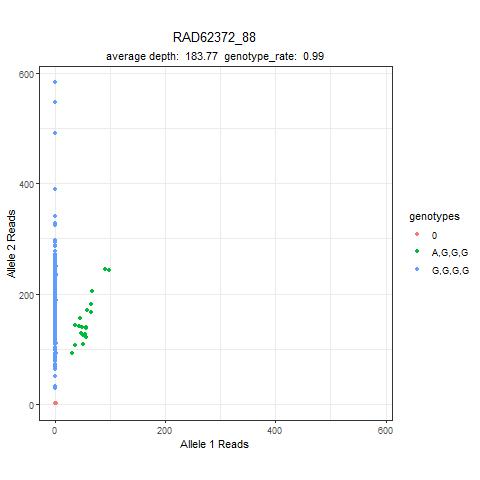 RAD62372_88
average depth:  183.77  genotype_rate:  0.99
600
400
200
0
Allele 2 Reads
0
200
400
600
Allele 1 Reads
genotypes
0
A,G,G,G
G,G,G,G